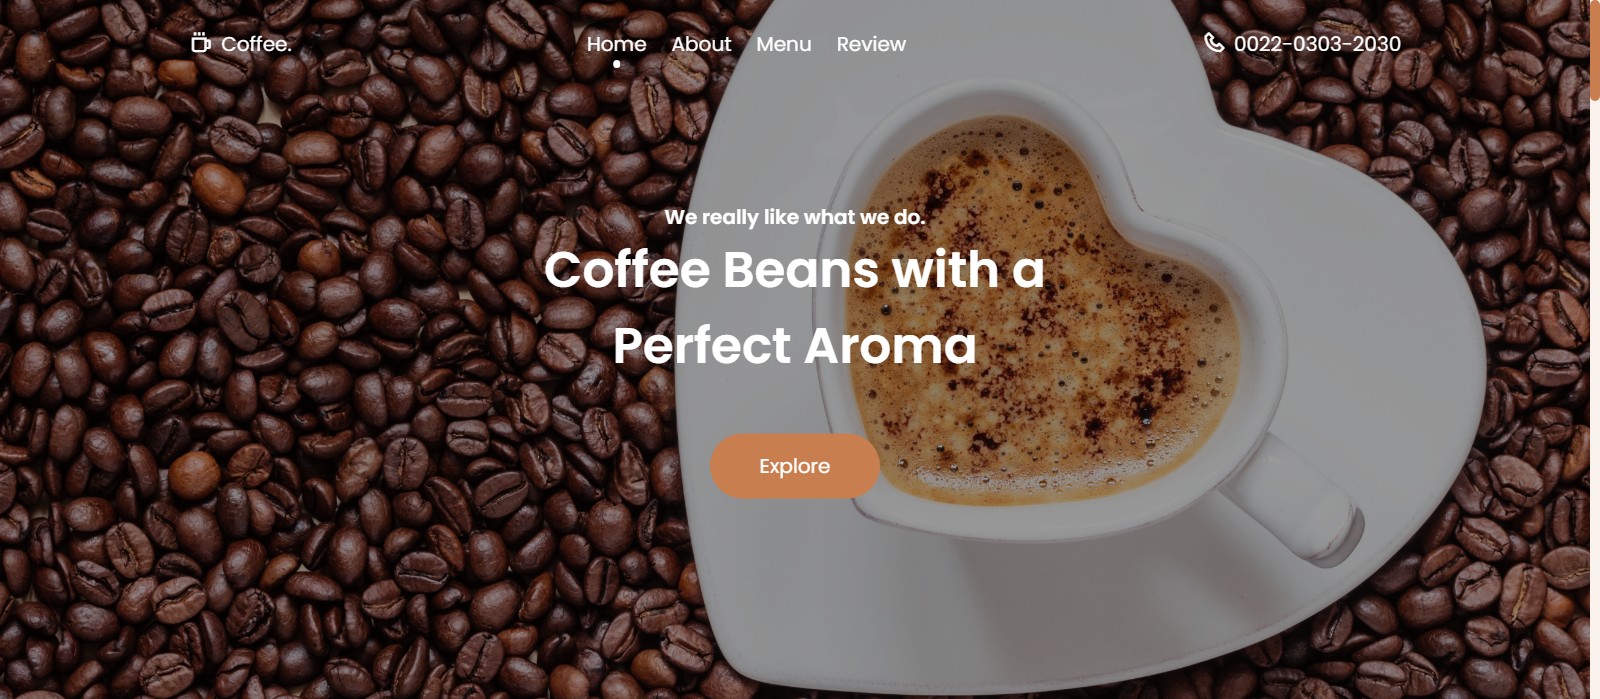 Coffee.
Home About Menu Review
0022-0303-2030
We really like what we do.
Coffee Beans with a
Perfect Aroma
Explore